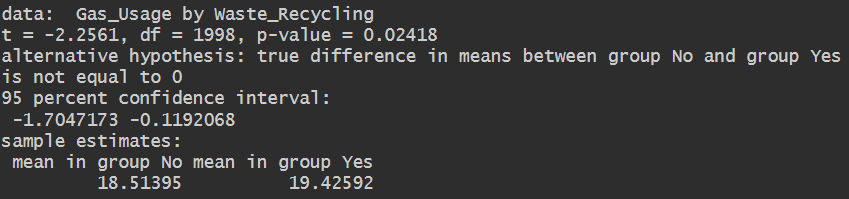 data:  Gas_Usage by Waste_Recycling
t = -2.2561, df = 1998, p-value = 0.02418
alternative hypothesis: true difference in means between group No and group Yes
is not equal to 0
95 percent confidence interval:
 -1.7047173 -0.1192068
sample estimates:
 mean in group No mean in group Yes
         18.51395          19.42592